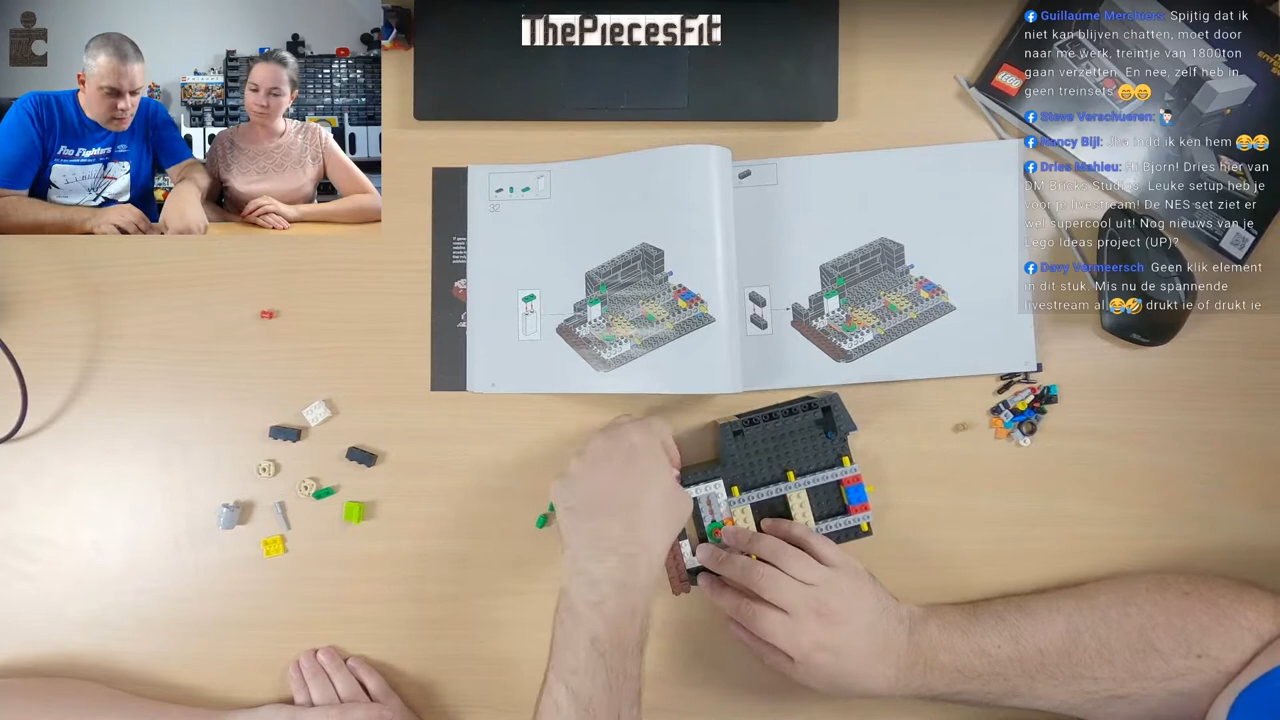 ThePiecesFit
Foo Fighters
LEGO
32
Guillaume Merchiers: Spijtig dat ik
niet kan blijven chatten, moet door
naar me werk, treintje van 1800ton
gaan verzetten. En nee, zelf heb in
geen treinsets 😁😁
Steve Verschueren: 🤦🏻‍♂️
Nancy Bijl: Jha indd ik ken hem 😂😂
Dries Mahieu: Hi Bjorn! Dries hier van
DM Bricks Studios. Leuke setup heb je
voor je livestream! De NES set ziet er
wel supercool uit! Nog nieuws van je
Lego Ideas project (UP)?
Davy Vermeersch: Geen klik element
in dit stuk. Mis nu de spannende
livestream al😂🤣 drukt ie of drukt ie